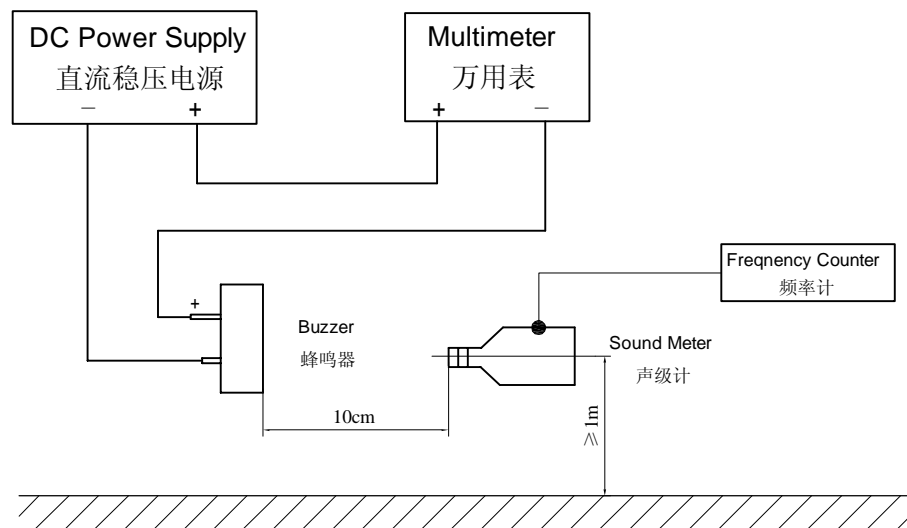 DC Power Supply
直流稳压电源
— +
Multimeter
万用表
+ —
Freqnency Counter
频率计
+
Buzzer
蜂鸣器
Sound Meter
声级计
10cm
≥1m